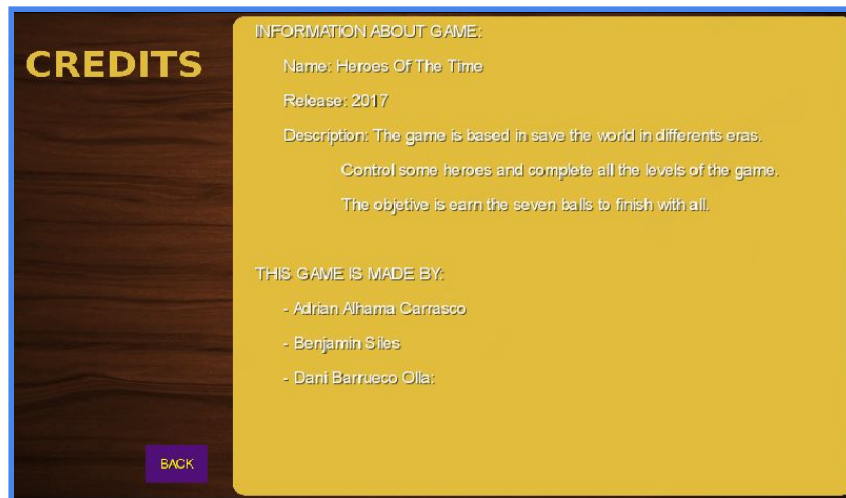 CREDITS
INFORMATION ABOUT GAME:
Name: Heroes Of The Time
Release: 2017
Description: The game is based in save the world in differents eras.
Control some heroes and complete all the levels of the game.
The objetive is earn the seven balls to finish with all.
THIS GAME IS MADE BY:
- Adrian Alhama Carrasco
- Benjamin Siles
- Dani Barrueco Olla:
BACK